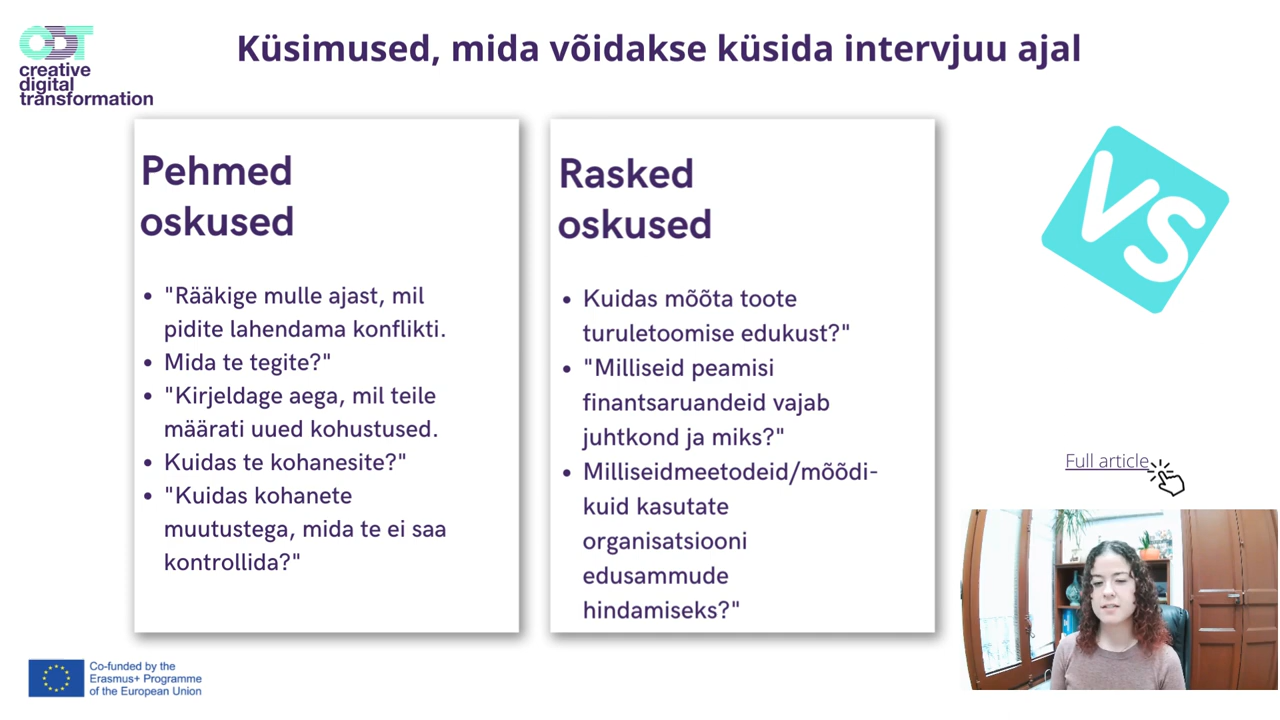 CDT
creative
digital
transformation
Küsimused, mida võidakse küsida intervjuu ajal
Pehmed
oskused
• "Rääkige mulle ajast, mil
pidite lahendama konflikti.
• Mida te tegite?"
• "Kirjeldage aega, mil teile
määrati uued kohustused.
• Kuidas te kohanesite?"
• "Kuidas kohanete
muutustega, mida te ei saa
kontrollida?"
Rasked
oskused
• Kuidas mõõta toote
turuletoomise edukust?"
• "Milliseid peamisi
finantsaruandeid vajab
juhtkond ja miks?"
• Milliseidmeetodeid/mõõdi-
kuid kasutate
organisatsiooni
edusammude
hindamiseks?"
VS
Full article
Co-funded by the
Erasmus+ Programme
of the European Union